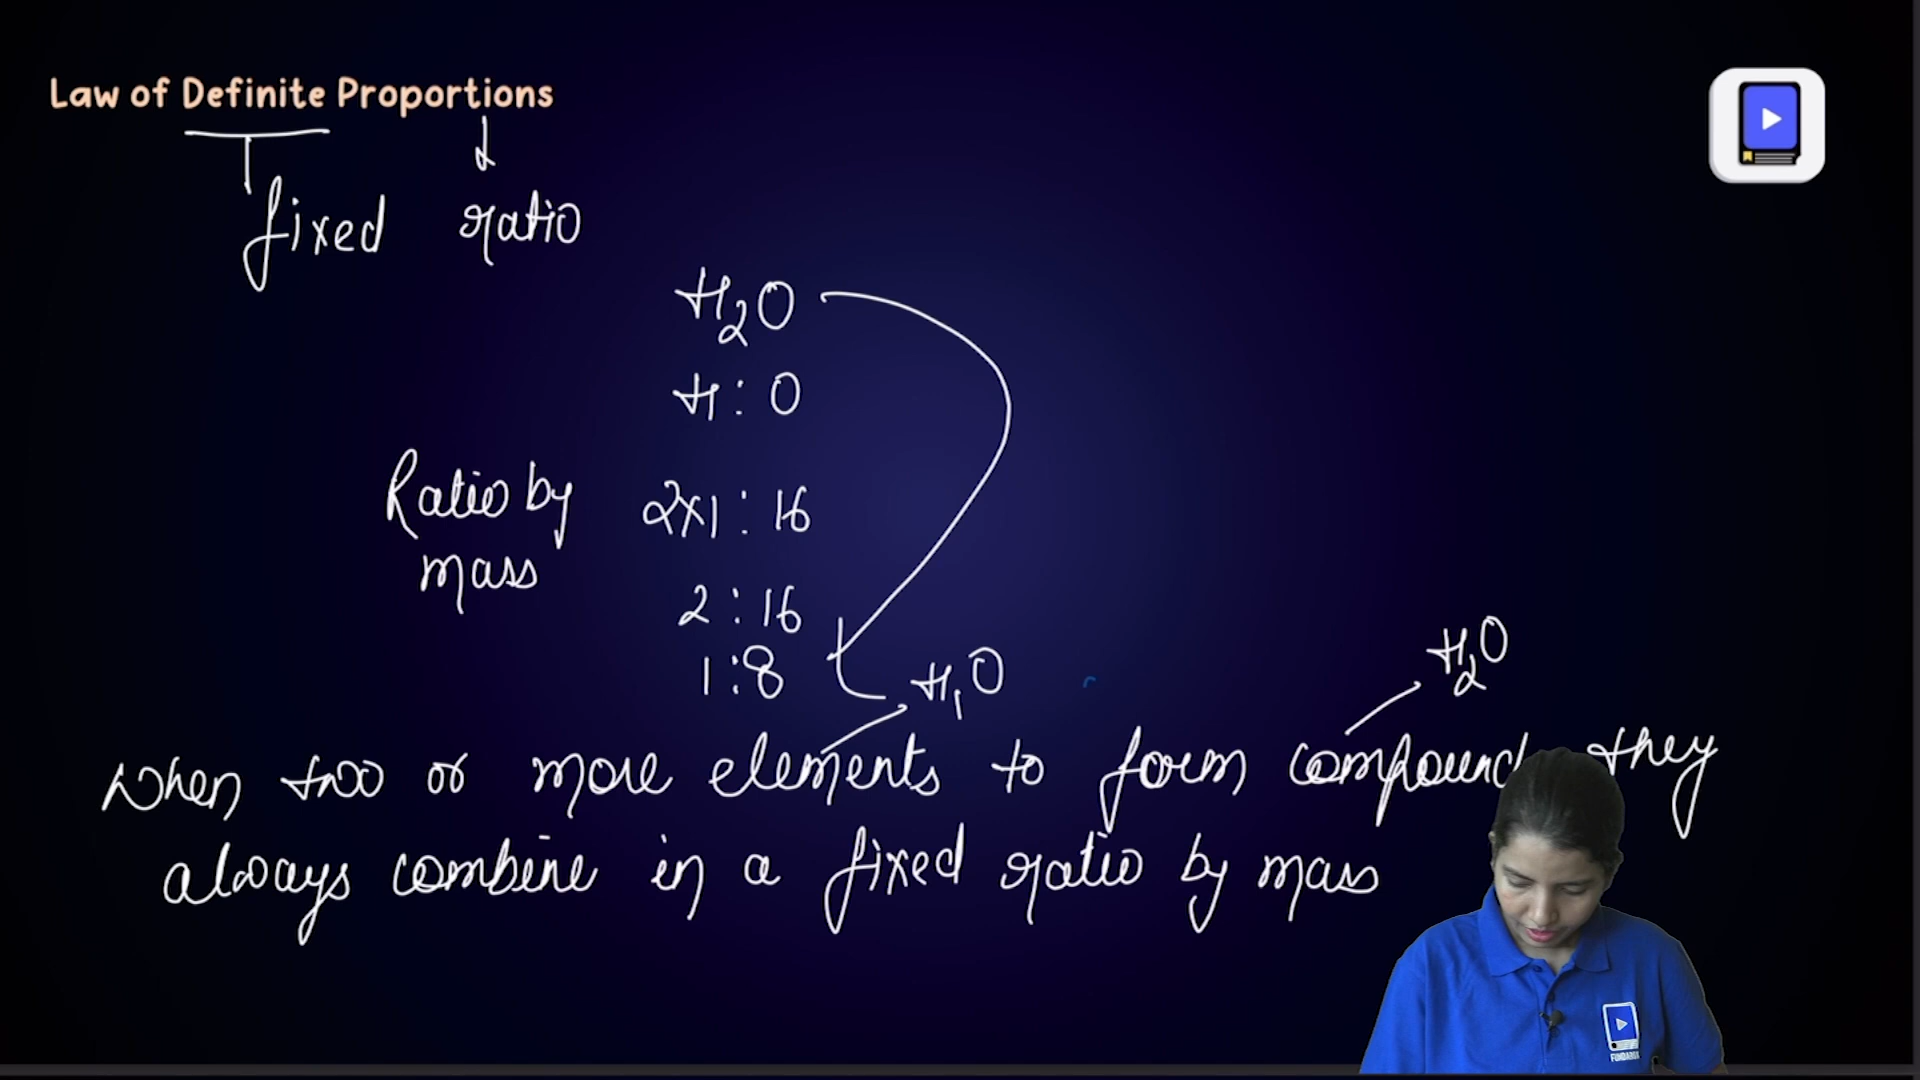 Law of Definite Proportions
fixed ratio
H₂O
H : O
Ratio by
mass
2x1 : 16
2 : 16
1 : 8
H₂O
H, O
When two or more elements to form compound they
always combine in a fixed ratio by mass